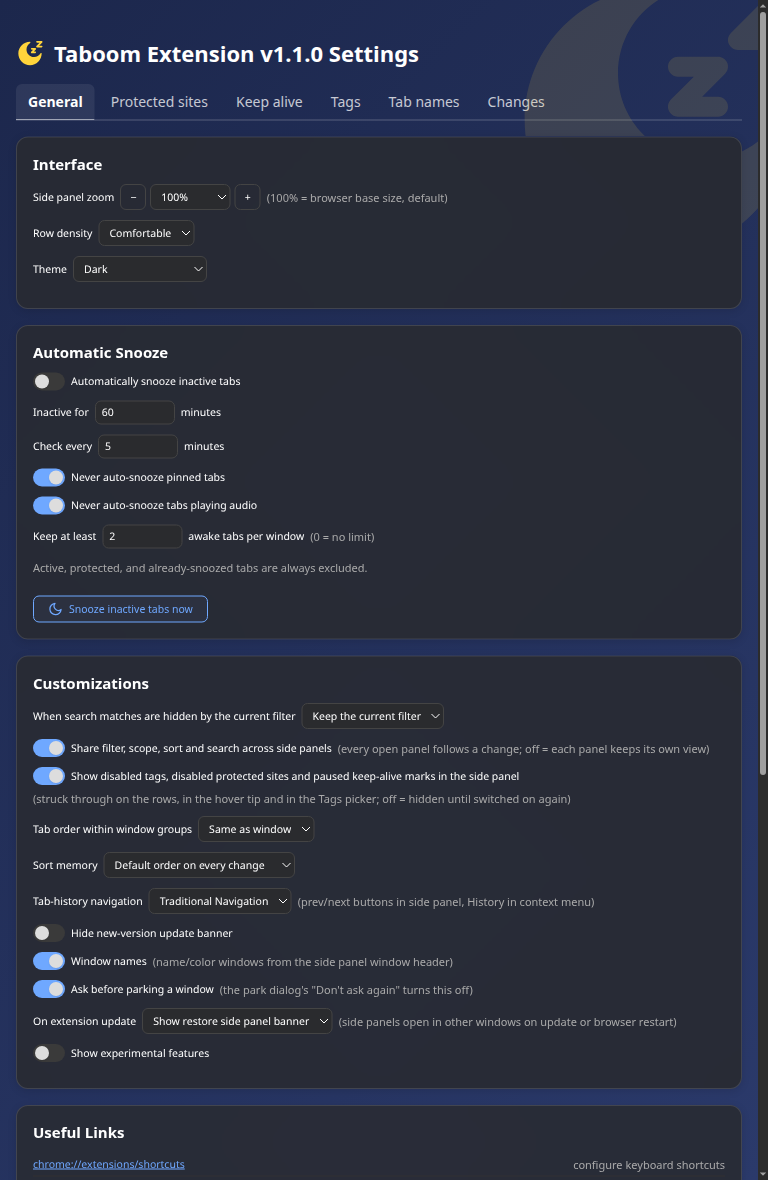 Taboom Extension v1.1.0 Settings
General Protected sites Keep alive Tags Tab names Changes
Interface
Side panel zoom − 100% + (100% = browser base size, default)
Row density Comfortable
Theme Dark
Automatic Snooze
Automatically snooze inactive tabs
Inactive for 60 minutes
Check every 5 minutes
Never auto-snooze pinned tabs
Never auto-snooze tabs playing audio
Keep at least 2 awake tabs per window (0 = no limit)
Active, protected, and already-snoozed tabs are always excluded.
Snooze inactive tabs now
Customizations
When search matches are hidden by the current filter Keep the current filter
Share filter, scope, sort and search across side panels (every open panel follows a change; off = each panel keeps its own view)
Show disabled tags, disabled protected sites and paused keep-alive marks in the side panel
(struck through on the rows, in the hover tip and in the Tags picker; off = hidden until switched on again)
Tab order within window groups Same as window
Sort memory Default order on every change
Tab-history navigation Traditional Navigation (prev/next buttons in side panel, History in context menu)
Hide new-version update banner
Window names (name/color windows from the side panel window header)
Ask before parking a window (the park dialog's "Don't ask again" turns this off)
On extension update Show restore side panel banner (side panels open in other windows on update or browser restart)
Show experimental features
Useful Links
chrome://extensions/shortcuts configure keyboard shortcuts